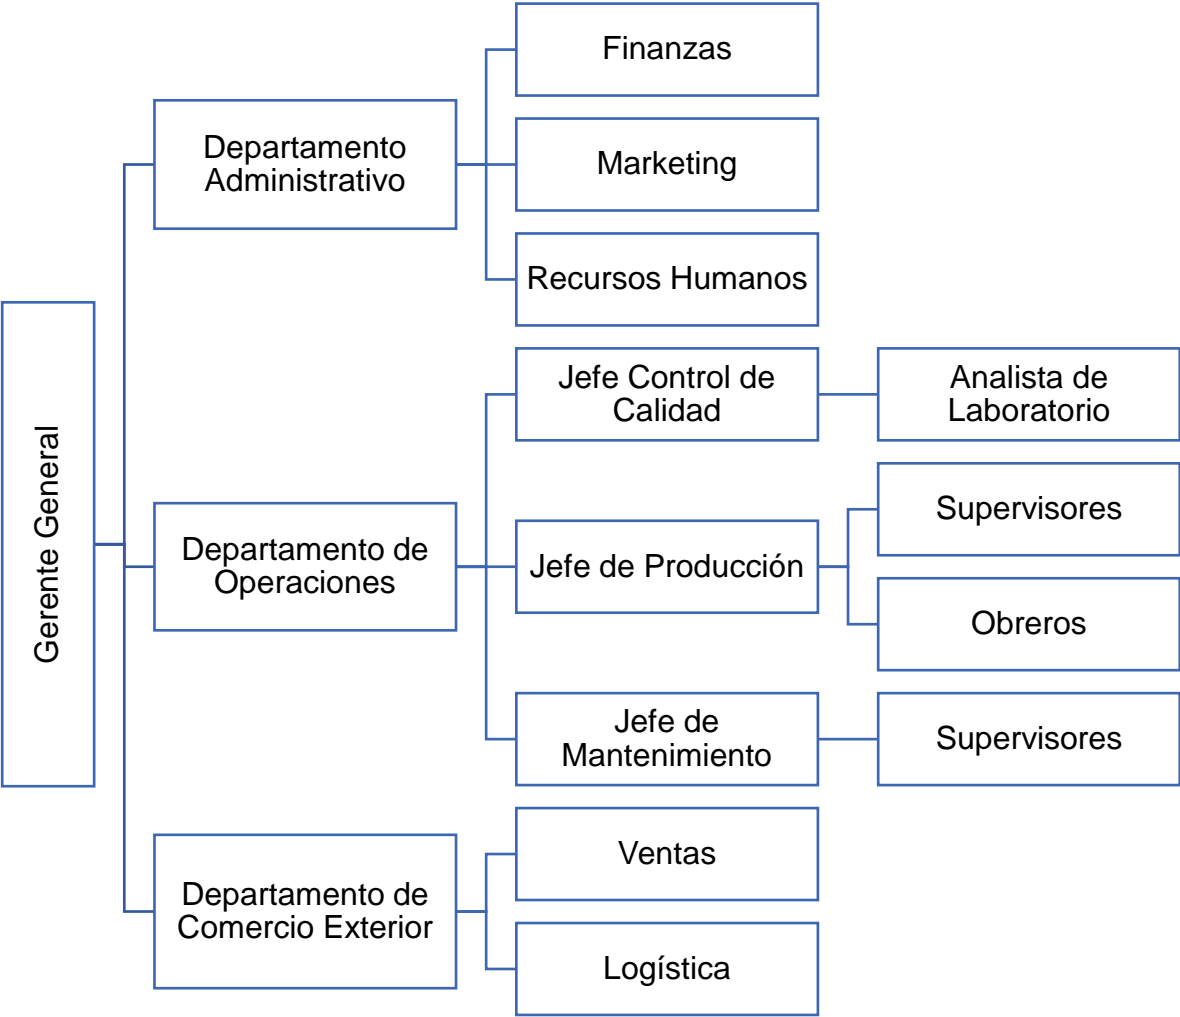 Gerente General
Departamento
Administrativo
Finanzas
Marketing
Recursos Humanos
Departamento de
Operaciones
Jefe Control de
Calidad
Analista de
Laboratorio
Jefe de Producción
Supervisores
Obreros
Jefe de
Mantenimiento
Supervisores
Departamento de
Comercio Exterior
Ventas
Logística